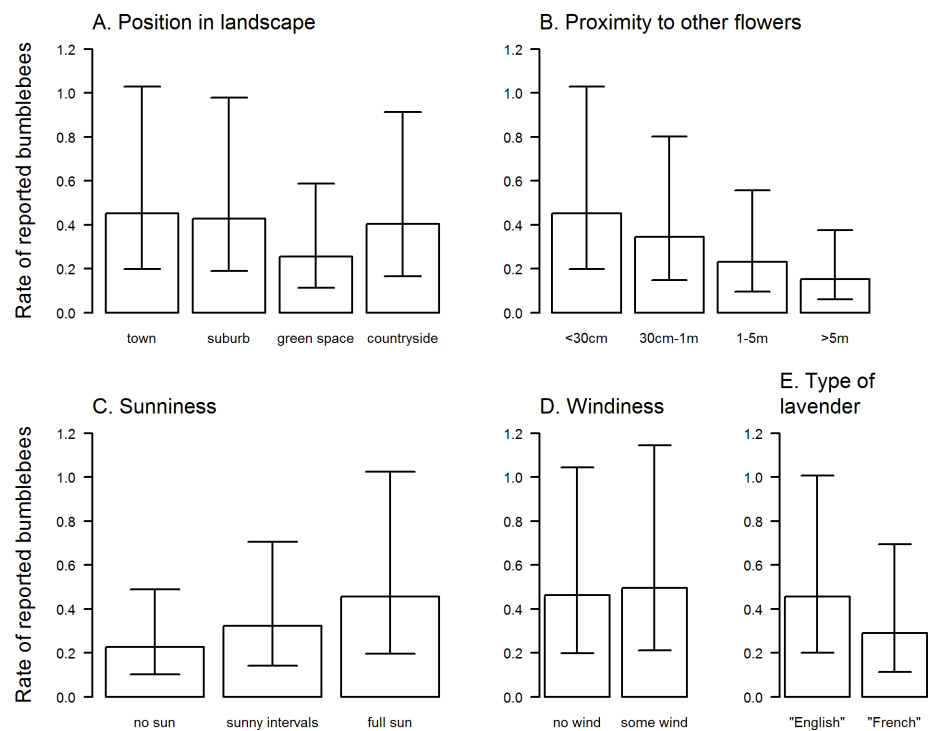 A. Position in landscape
Rate of reported bumblebees
1.2
1.0
0.8
0.6
0.4
0.2
0.0
town suburb green space countryside
B. Proximity to other flowers
1.2
1.0
0.8
0.6
0.4
0.2
0.0
<30cm 30cm-1m 1-5m >5m
C. Sunniness
Rate of reported bumblebees
1.2
1.0
0.8
0.6
0.4
0.2
0.0
no sun sunny intervals full sun
D. Windiness
1.2
1.0
0.8
0.6
0.4
0.2
0.0
no wind some wind
E. Type of
lavender
1.2
1.0
0.8
0.6
0.4
0.2
0.0
"English" "French"